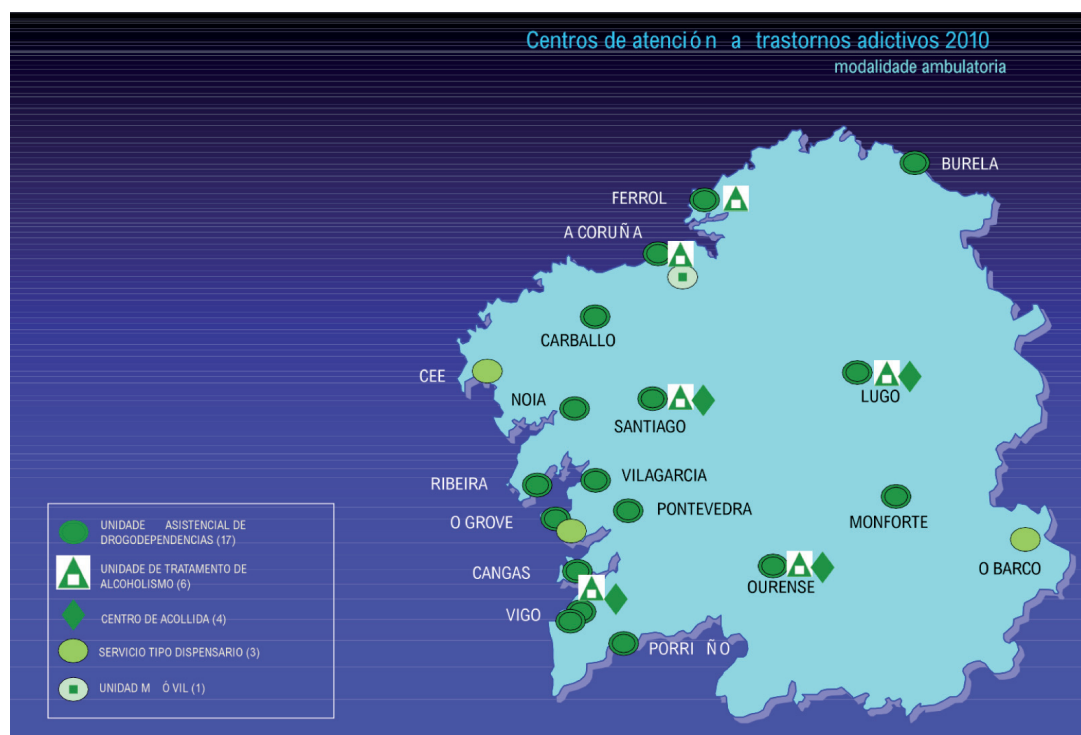 Centros de atención a trastornos adictivos 2010
modalidade ambulatoria
BURELA
FERROL
A CORUÑA
CARBALLO
CEE
LUGO
NOIA
SANTIAGO
VILAGARCIA
RIBEIRA
PONTEVEDRA
MONFORTE
O GROVE
O BARCO
CANGAS
OURENSE
VIGO
PORRIÑO
UNIDADE ASISTENCIAL DE
DROGODEPENDENCIAS (17)
UNIDADE DE TRATAMENTO DE
ALCOHOLISMO (6)
CENTRO DE ACOLLIDA (4)
SERVICIO TIPO DISPENSARIO (3)
UNIDAD MÓVIL (1)